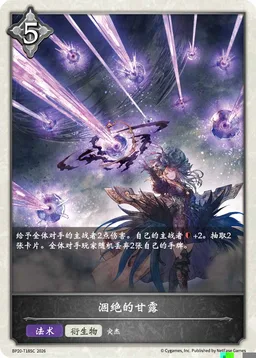 5
给予全体对手的主战者2点伤害。自己的主战者 +2。抽取2
张卡片。全体对手玩家随机丢弃2张自己的手牌。
涸绝的甘露
法术 衍生物
BP20-T18SC 2026
© Cygames, Inc. Published by NetEase Games